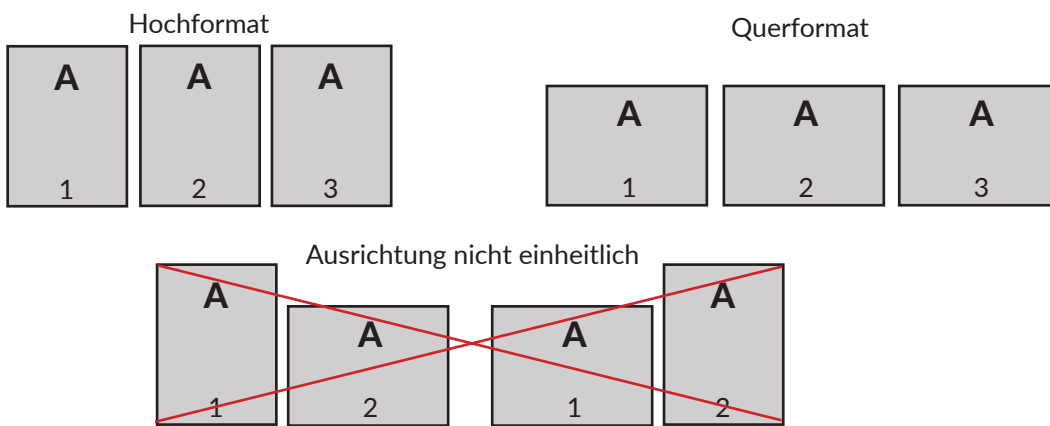 Hochformat
A A A
1 2 3
Querformat
A A A
1 2 3
Ausrichtung nicht einheitlich
A A A A
1 2 1 2